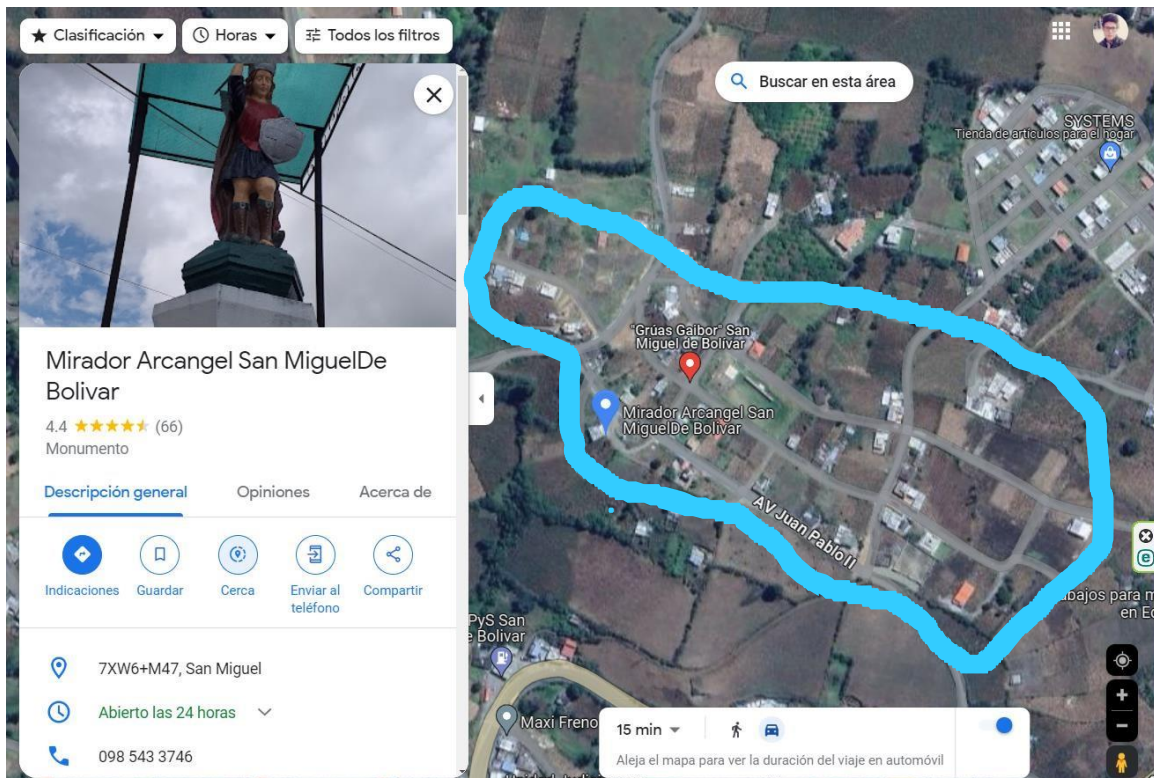 Clasificación
Horas
Todos los filtros
Mirador Arcangel San MiguelDe
Bolivar
4.4
(66)
Monumento
Descripción general
Opiniones
Acerca de
Indicaciones
Guardar
Cerca
Enviar al
teléfono
Compartir
7XW6+M47, San Miguel
Abierto las 24 horas
098 543 3746
Buscar en esta área
SYSTEMS
Tienda de artículos para el hogar
"Grúas Gaibor" San
Miguel de Bolívar
Mirador Arcangel San
MiguelDe Bolivar
AV Juan Pablo II
abajos para m
en Ec
PyS San
e Bolivar
Maxi Freno
15 min
Aleja el mapa para ver la duración del viaje en automóvil
e